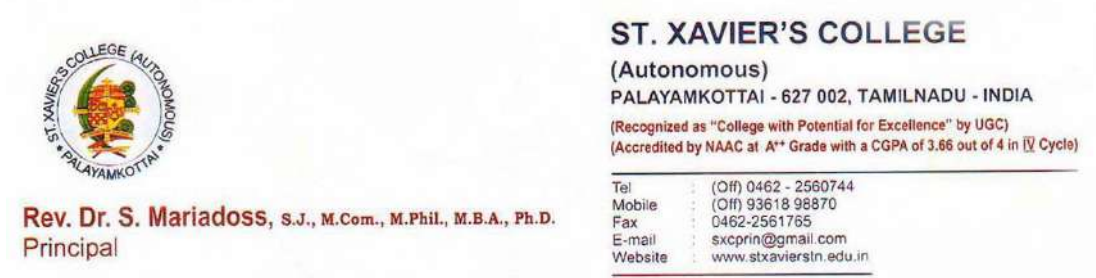 ST. XAVIER'S COLLEGE (AUTONOMOUS)
• PALAYAMKOTTAI •
Rev. Dr. S. Mariadoss, S.J., M.Com., M.Phil., M.B.A., Ph.D.
Principal
ST. XAVIER'S COLLEGE
(Autonomous)
PALAYAMKOTTAI - 627 002, TAMILNADU - INDIA
(Recognized as "College with Potential for Excellence" by UGC)
(Accredited by NAAC at A++ Grade with a CGPA of 3.66 out of 4 in IV Cycle)
Tel : (Off) 0462 - 2560744
Mobile : (Off) 93618 98870
Fax : 0462-2561765
E-mail : sxcprin@gmail.com
Website : www.stxavierstn.edu.in